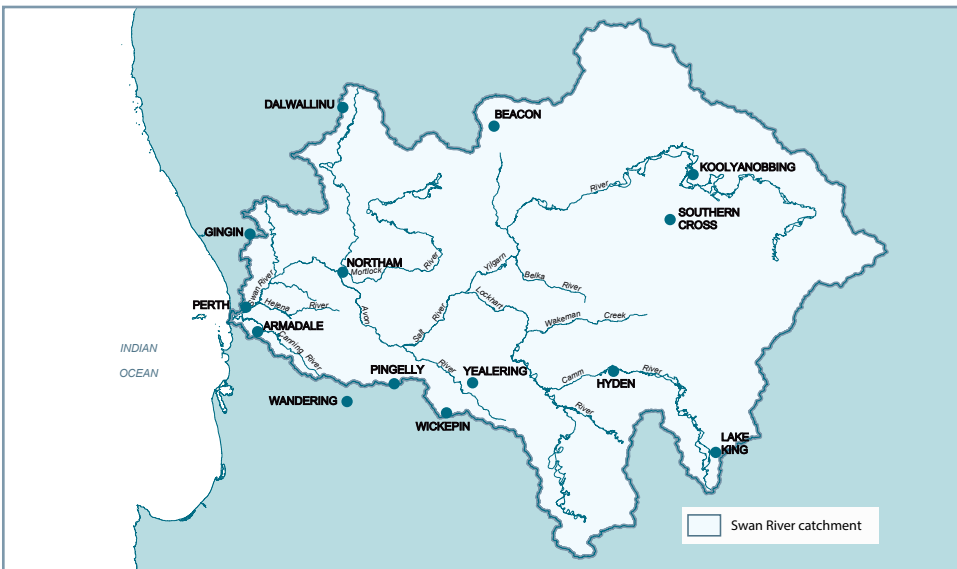 DALWALLINU
BEACON
KOOLYANOBBING
River
SOUTHERN
CROSS
GINGIN
NORTHAM
Mortlock
River
Yilgarn
Belka
River
Swan River
Lockhart
PERTH
Helena
River
Avon
Salt
River
Wakeman
Creek
ARMADALE
Canning
River
INDIAN
OCEAN
PINGELLY
River
YEALERING
Camm
River
HYDEN
WANDERING
WICKEPIN
River
LAKE
KING
Swan River catchment